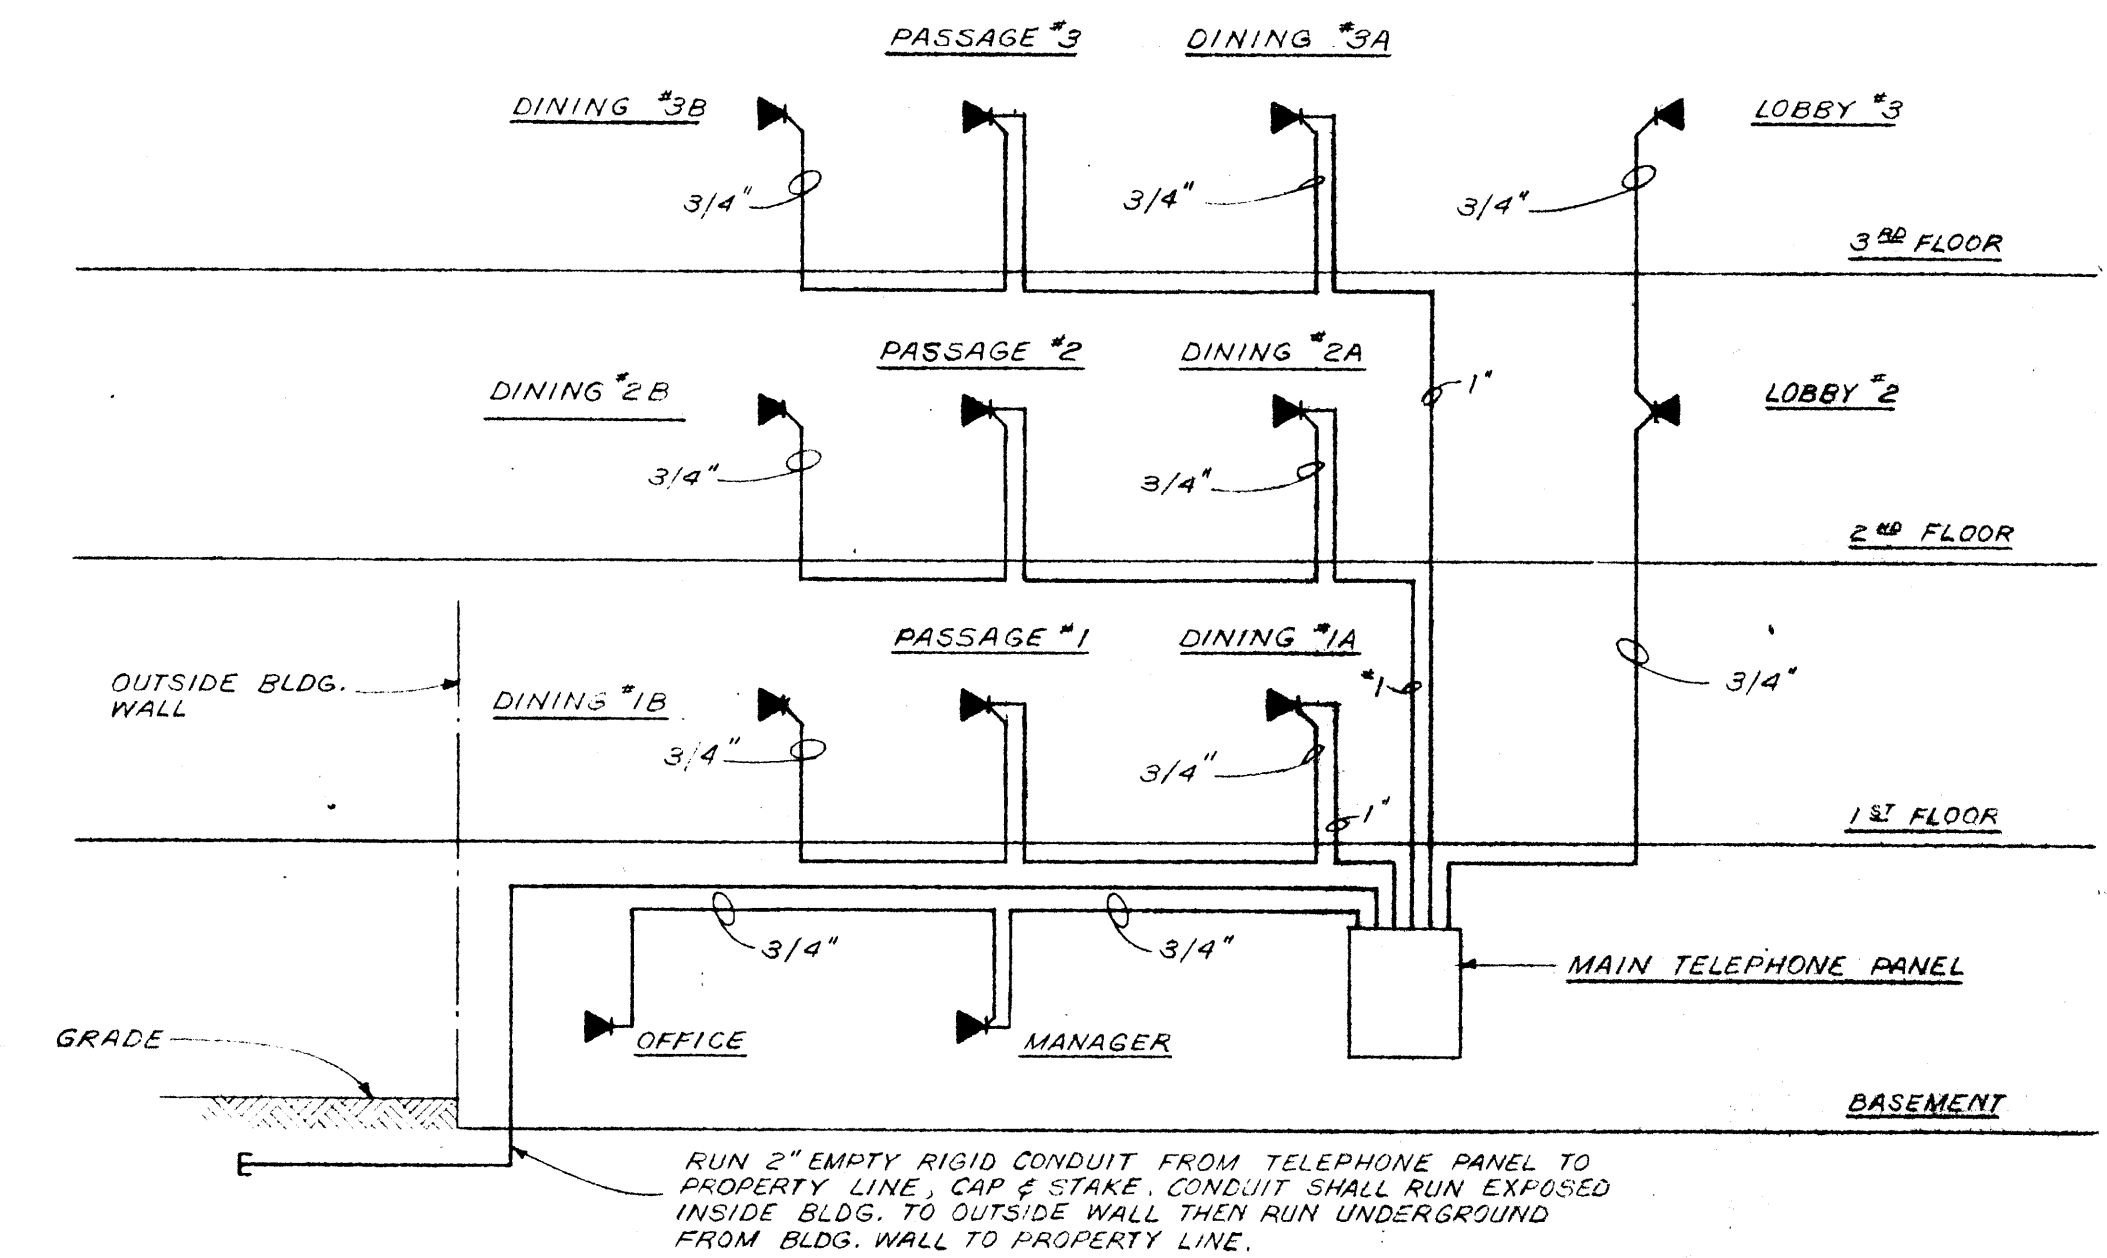 PASSAGE #3
DINING #3A
DINING #3B
LOBBY #3
3/4"
3/4"
3/4"
3RD FLOOR
PASSAGE #2
DINING #2A
DINING #2B
1"
LOBBY #2
3/4"
3/4"
2ND FLOOR
PASSAGE #1
DINING #1A
OUTSIDE BLDG.
WALL
DINING #1B
#1
3/4"
3/4"
3/4"
1"
1ST FLOOR
3/4"
3/4"
MAIN TELEPHONE PANEL
GRADE
OFFICE
MANAGER
BASEMENT
RUN 2" EMPTY RIGID CONDUIT FROM TELEPHONE PANEL TO
PROPERTY LINE, CAP & STAKE. CONDUIT SHALL RUN EXPOSED
INSIDE BLDG. TO OUTSIDE WALL THEN RUN UNDERGROUND
FROM BLDG. WALL TO PROPERTY LINE.